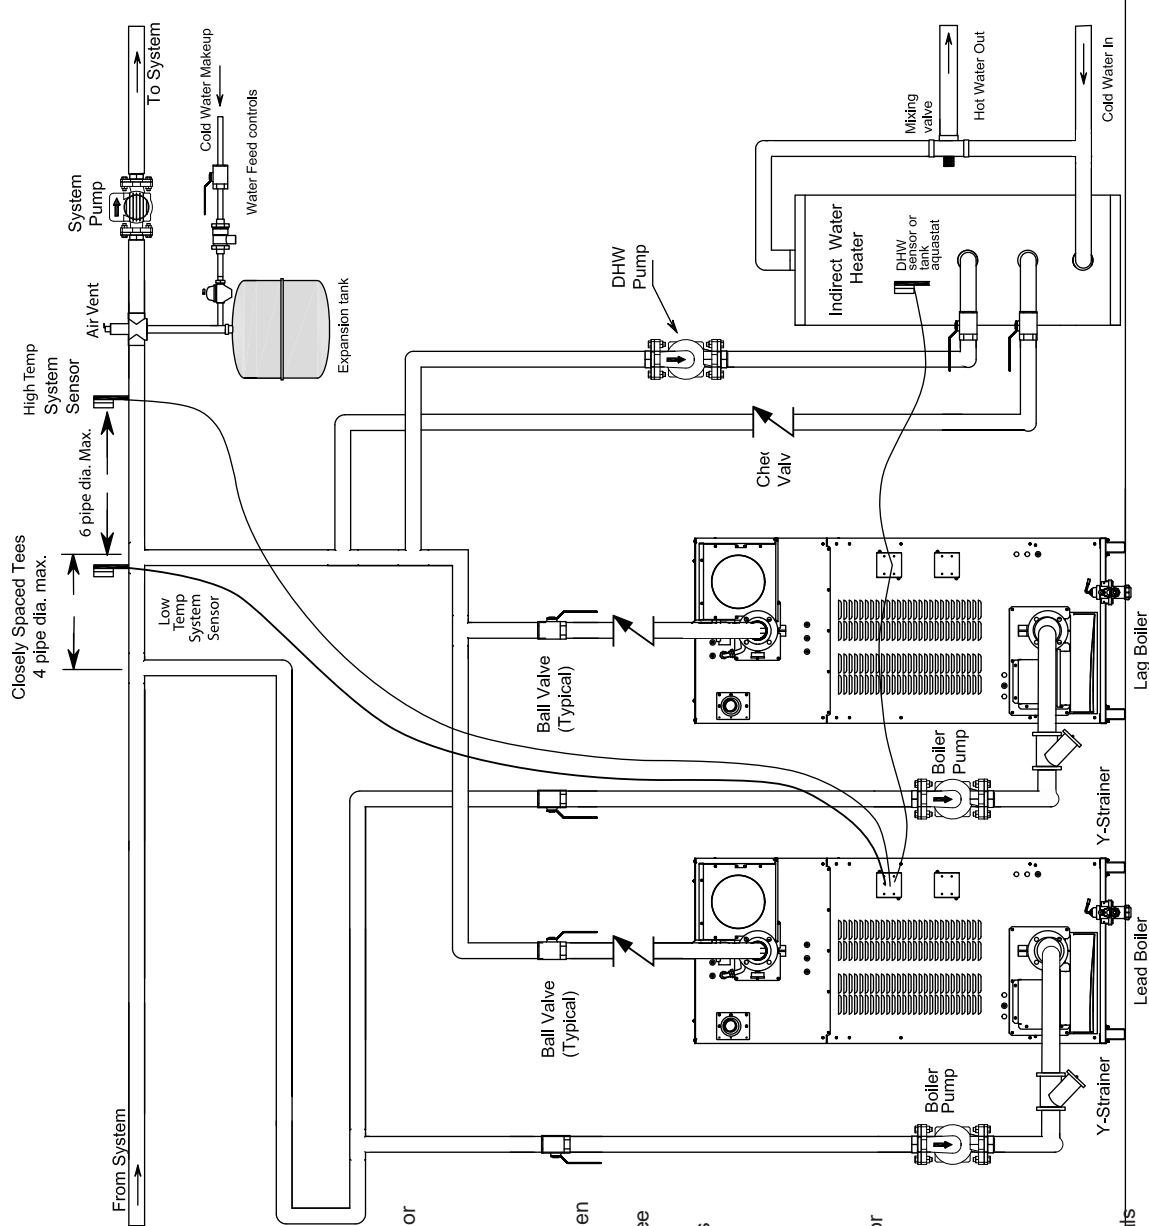 To System
Cold Water Makeup
Water Feed controls
System
Pump
Air Vent
Expansion tank
High Temp
System
Sensor
6 pipe dia. Max.
Closely Spaced Tees
4 pipe dia. max.
Low
Temp
System
Sensor
From System
DHW
Pump
Mixing
valve
Hot Water Out
Cold Water In
Indirect Water
Heater
DHW
sensor or
tank
aquastat
Valv
Ball Valve
(Typical)
Boiler
Pump
Y-Strainer
Lag Boiler
Ball Valve
(Typical)
Boiler
Pump
Y-Strainer
Lead Boiler
or
en